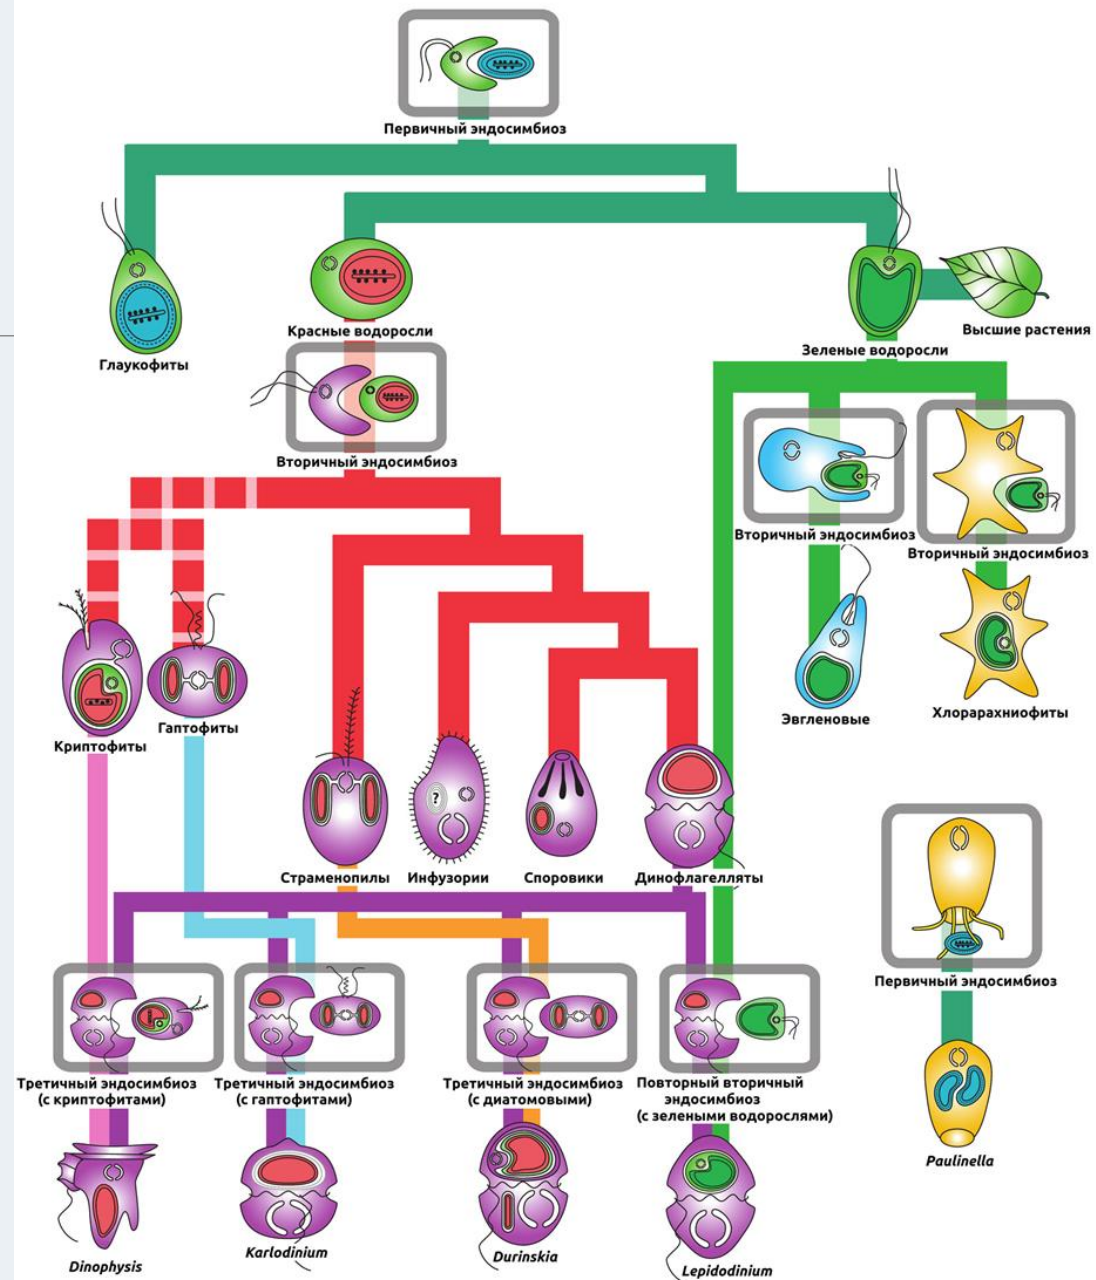 Первичный эндосимбиоз
Глаукофиты
Красные водоросли
Зеленые водоросли
Высшие растения
Вторичный эндосимбиоз
Вторичный эндосимбиоз
Вторичный эндосимбиоз
Криптофиты
Гаптофиты
Эвгленовые
Хлорарахниофиты
?
Страменопилы
Инфузории
Споровики
Динофлагелляты
Первичный эндосимбиоз
Третичный эндосимбиоз
(с криптофитами)
Третичный эндосимбиоз
(с гаптофитами)
Третичный эндосимбиоз
(с диатомовыми)
Повторный вторичный
эндосимбиоз
(с зелеными водорослями)
Paulinella
Dinophysis
Karlodinium
Durinskia
Lepidodinium